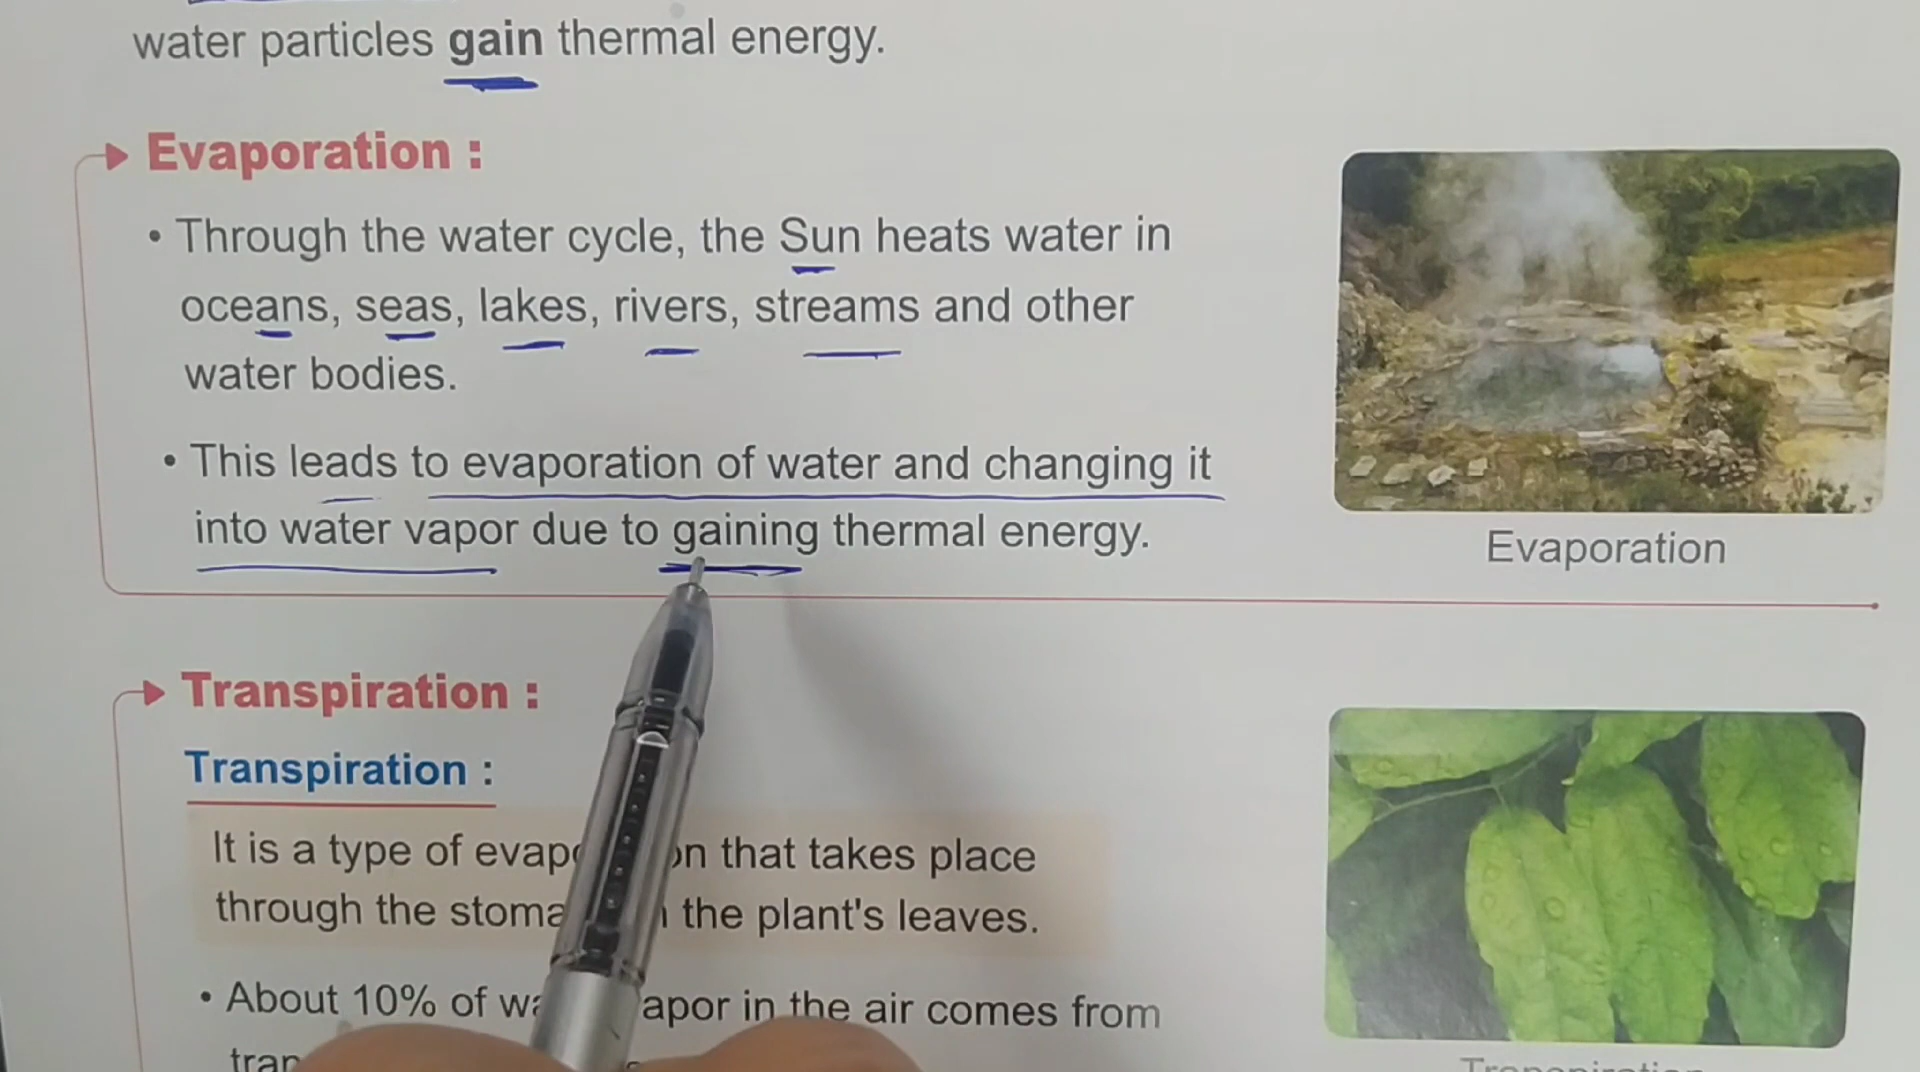 water particles gain thermal energy.
Evaporation :
• Through the water cycle, the Sun heats water in
oceans, seas, lakes, rivers, streams and other
water bodies.
• This leads to evaporation of water and changing it
into water vapor due to gaining thermal energy.
Evaporation
Transpiration :
Transpiration :
It is a type of evap on that takes place
through the stoma the plant's leaves.
• About 10% of wa apor in the air comes from
tran
Transpiration